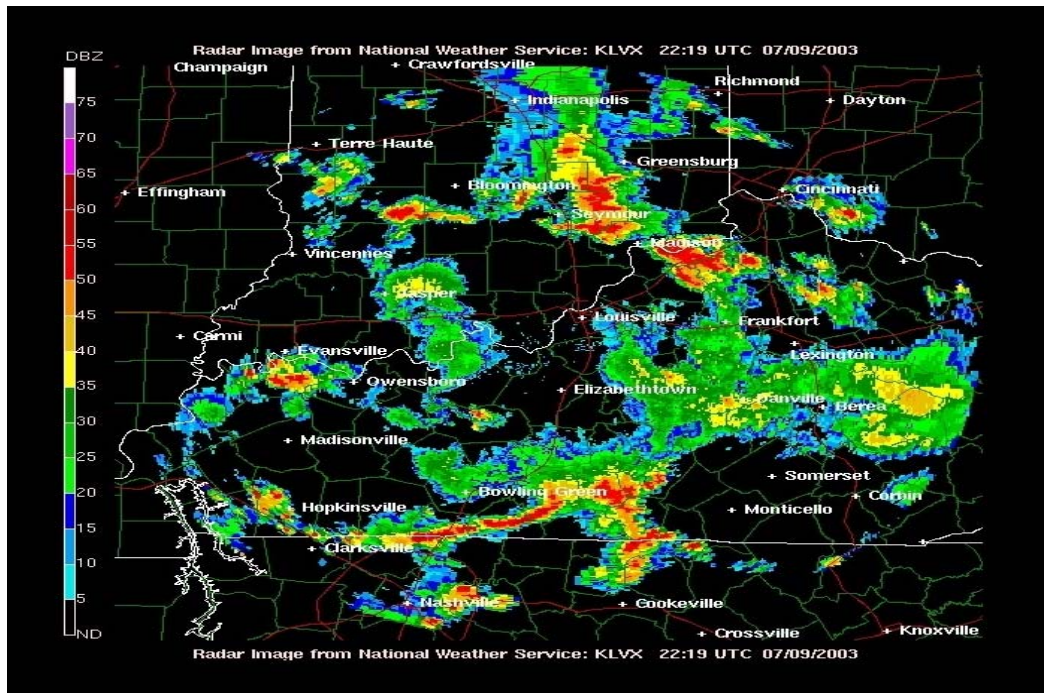 Radar Image from National Weather Service: KLVX 22:19 UTC 07/09/2003
DBZ
75
70
65
60
55
50
45
40
35
30
25
20
15
10
5
ND
Champaign
Crawfordsville
Richmond
Indianapolis
Dayton
Terre Haute
Greensburg
Effingham
Bloomington
Cincinnati
Seymour
Madison
Vincennes
Jasper
Louisville
Frankfort
Carmi
Evansville
Lexington
Owensboro
Elizabethtown
Danville
Berea
Madisonville
Somerset
Bowling Green
Corbin
Hopkinsville
Monticello
Clarksville
Nashville
Cookeville
Crossville
Knoxville
Radar Image from National Weather Service: KLVX 22:19 UTC 07/09/2003